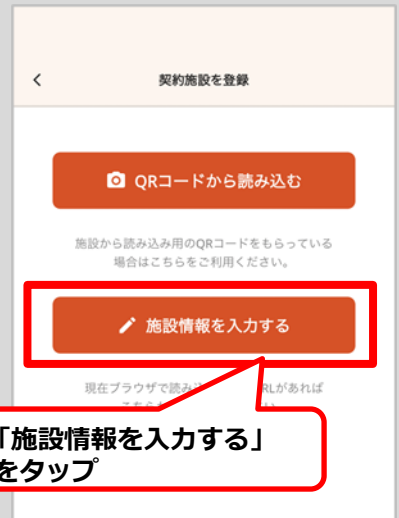 契約施設を登録
QRコードから読み込む
施設から読み込み用のQRコードをもらっている
場合はこちらをご利用ください。
施設情報を入力する
現在ブラウザで読み
RLがあれば
「施設情報を入力する」
をタップ